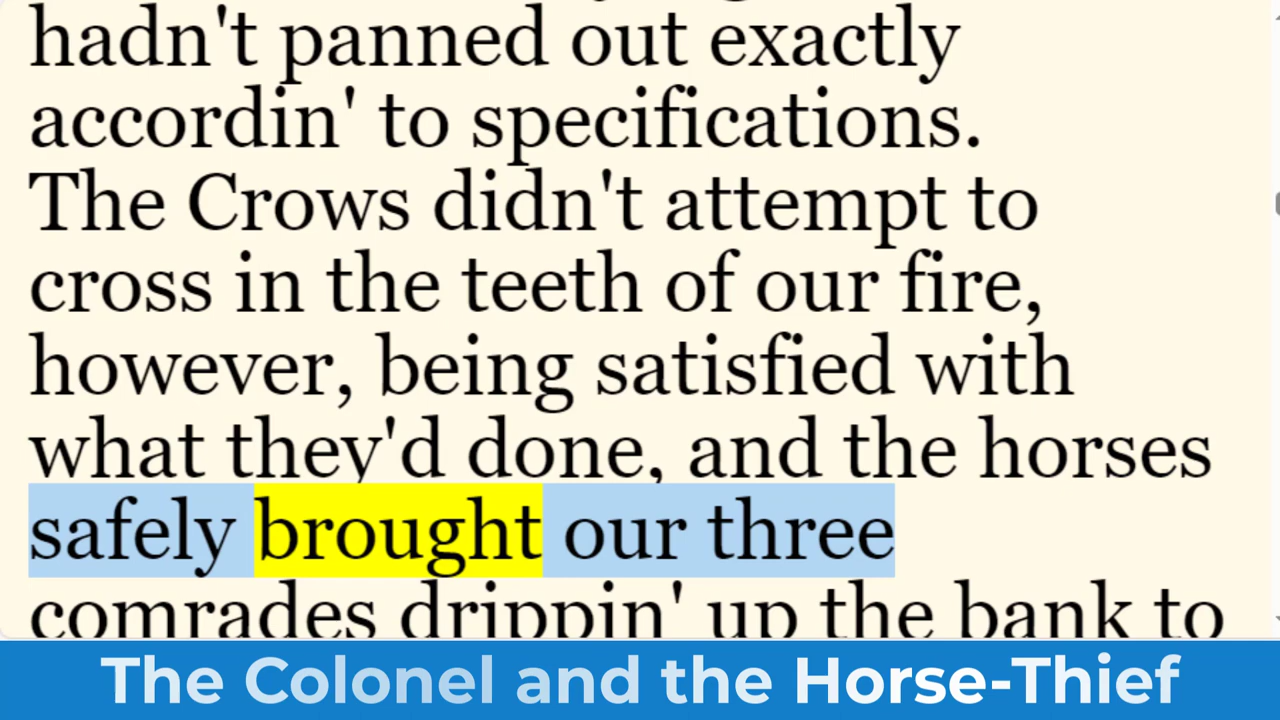 hadn't panned out exactly
accordin' to specifications.
The Crows didn't attempt to
cross in the teeth of our fire,
however, being satisfied with
what they'd done, and the horses
safely brought our three
comrades drippin' up the bank to
The Colonel and the Horse-Thief